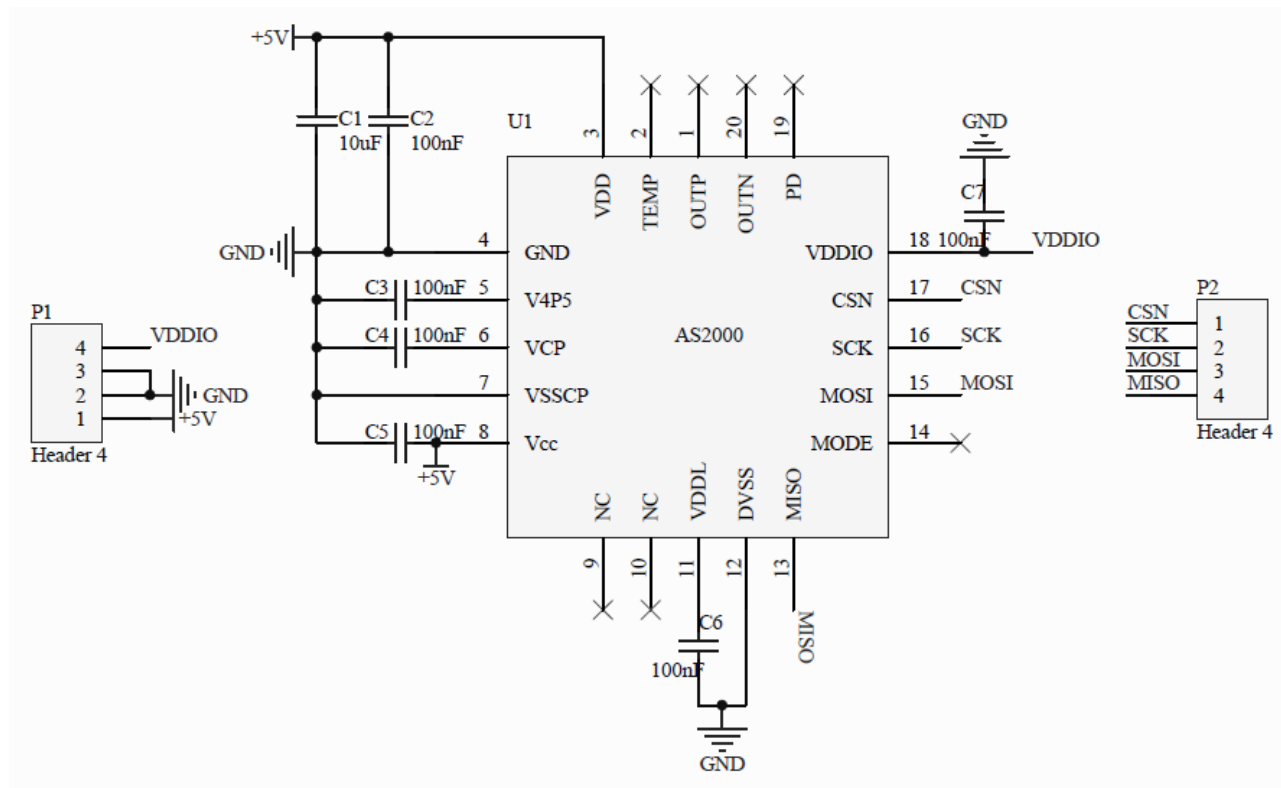 +5V
C1
10uF
C2
100nF
U1
3
2
1
20
19
VDD
TEMP
OUTP
OUTN
PD
GND
C7
100nF
GND
4
GND
VDDIO
18
VDDIO
C3
100nF
5
V4P5
CSN
17
CSN
C4
100nF
6
VCP
AS2000
SCK
16
SCK
7
VSSCP
MOSI
15
MOSI
C5
100nF
8
Vcc
MODE
14
+5V
NC
NC
VDDL
DVSS
MISO
9
10
11
12
13
C6
100nF
MISO
GND
P1
4
VDDIO
3
2
GND
1
+5V
Header 4
P2
CSN
1
SCK
2
MOSI
3
MISO
4
Header 4